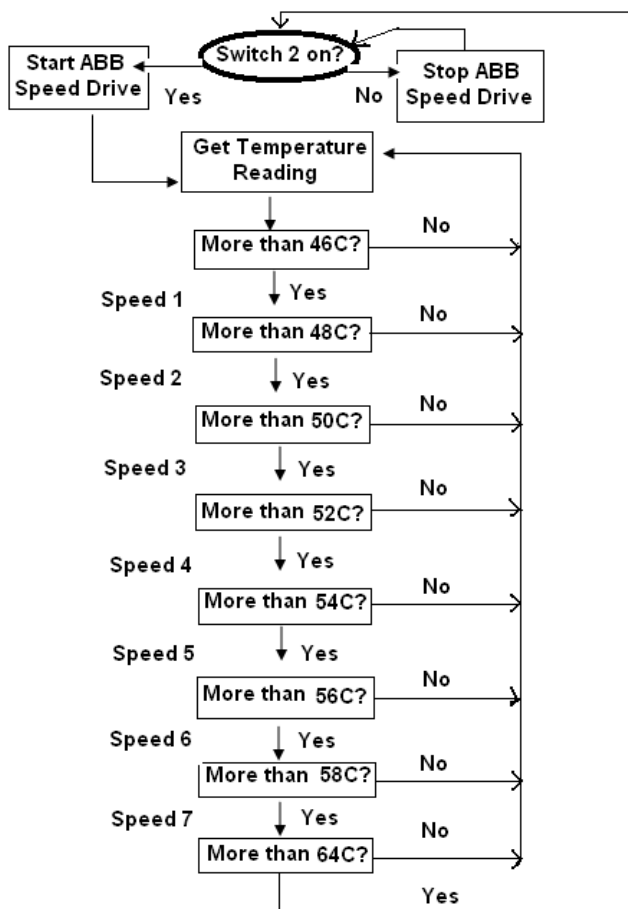 Switch 2 on?
Start ABB
Speed Drive
Yes
No
Stop ABB
Speed Drive
Get Temperature
Reading
More than 46C?
No
Speed 1
Yes
More than 48C?
No
Speed 2
Yes
More than 50C?
No
Speed 3
Yes
More than 52C?
No
Speed 4
Yes
More than 54C?
No
Speed 5
Yes
More than 56C?
No
Speed 6
Yes
More than 58C?
No
Speed 7
Yes
More than 64C?
No
Yes